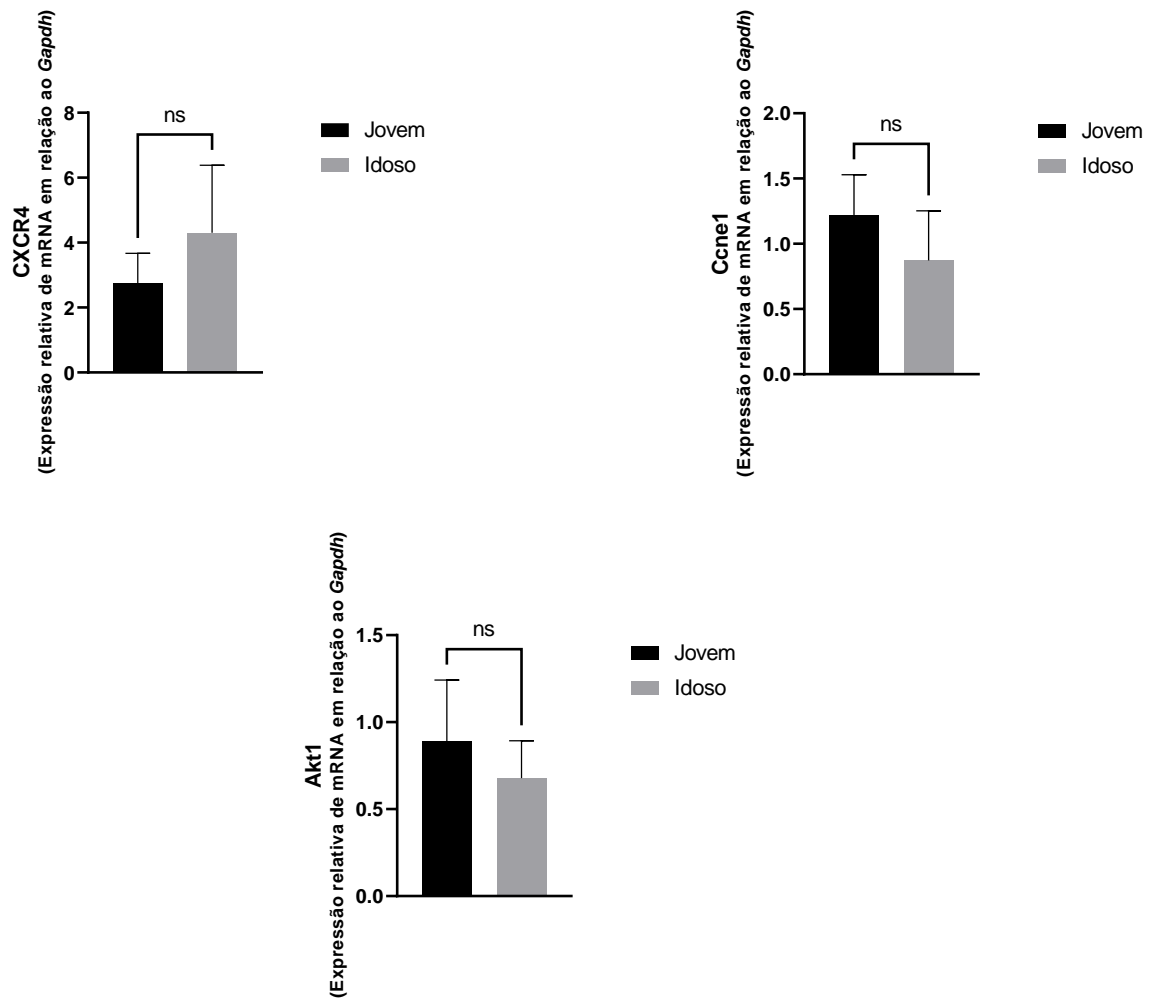 CXCR4
(Expressão relativa de mRNA em relação ao Gapdh)
8
6
4
2
0
ns
Jovem
Idoso
Ccne1
(Expressão relativa de mRNA em relação ao Gapdh)
2.0
1.5
1.0
0.5
0.0
ns
Jovem
Idoso
Akt1
(Expressão relativa de mRNA em relação ao Gapdh)
1.5
1.0
0.5
0.0
ns
Jovem
Idoso